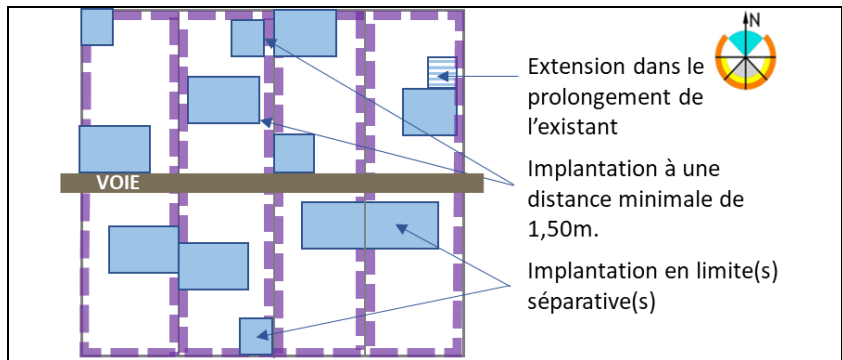 N
Extension dans le
prolongement de
l’existant
Implantation à une
distance minimale de
1,50m.
VOIE
Implantation en limite(s)
séparative(s)